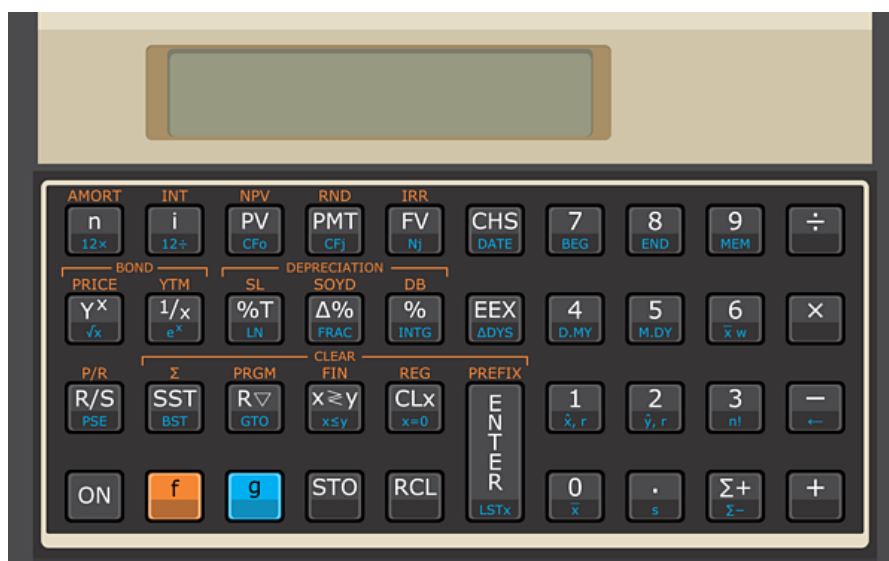 AMORT INT NPV RND IRR
n i PV PMT FV CHS 7 8 9 ÷
12× 12÷ CFo CFj Nj DATE BEG END MEM
BOND DEPRECIATION
PRICE YTM SL SOYD DB
Yˣ 1/x %T Δ% % EEX 4 5 6 ×
√x eˣ LN FRAC INTG ΔDYS D.MY M.DY x̅ w
CLEAR
P/R Σ PRGM FIN REG PREFIX
R/S SST R▽ x≷y CLx ENTER 1 2 3 −
PSE BST GTO x≤y x=0 x̂, r ŷ, r n! ←
ON f g STO RCL 0 . Σ+ +
LSTx x̅ s Σ−